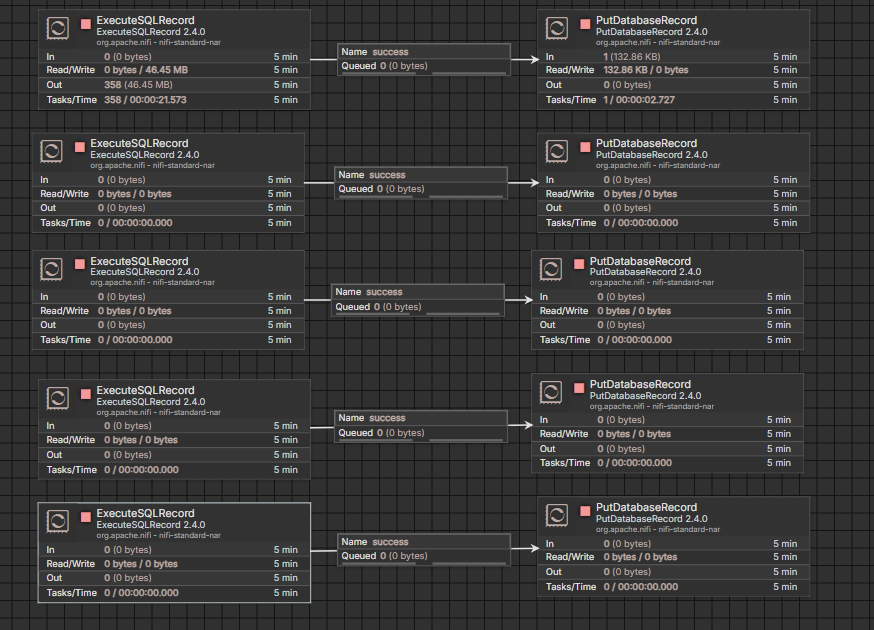 ExecuteSQLRecord
ExecuteSQLRecord 2.4.0
org.apache.nifi - nifi-standard-nar
In 0 (0 bytes) 5 min
Read/Write 0 bytes / 46.45 MB 5 min
Out 358 (46.45 MB) 5 min
Tasks/Time 358 / 00:00:21.573 5 min
Name success
Queued 0 (0 bytes)
PutDatabaseRecord
PutDatabaseRecord 2.4.0
org.apache.nifi - nifi-standard-nar
In 1 (132.86 KB) 5 min
Read/Write 132.86 KB / 0 bytes 5 min
Out 0 (0 bytes) 5 min
Tasks/Time 1 / 00:00:02.727 5 min
ExecuteSQLRecord
ExecuteSQLRecord 2.4.0
org.apache.nifi - nifi-standard-nar
In 0 (0 bytes) 5 min
Read/Write 0 bytes / 0 bytes 5 min
Out 0 (0 bytes) 5 min
Tasks/Time 0 / 00:00:00.000 5 min
Name success
Queued 0 (0 bytes)
PutDatabaseRecord
PutDatabaseRecord 2.4.0
org.apache.nifi - nifi-standard-nar
In 0 (0 bytes) 5 min
Read/Write 0 bytes / 0 bytes 5 min
Out 0 (0 bytes) 5 min
Tasks/Time 0 / 00:00:00.000 5 min
ExecuteSQLRecord
ExecuteSQLRecord 2.4.0
org.apache.nifi - nifi-standard-nar
In 0 (0 bytes) 5 min
Read/Write 0 bytes / 0 bytes 5 min
Out 0 (0 bytes) 5 min
Tasks/Time 0 / 00:00:00.000 5 min
Name success
Queued 0 (0 bytes)
PutDatabaseRecord
PutDatabaseRecord 2.4.0
org.apache.nifi - nifi-standard-nar
In 0 (0 bytes) 5 min
Read/Write 0 bytes / 0 bytes 5 min
Out 0 (0 bytes) 5 min
Tasks/Time 0 / 00:00:00.000 5 min
ExecuteSQLRecord
ExecuteSQLRecord 2.4.0
org.apache.nifi - nifi-standard-nar
In 0 (0 bytes) 5 min
Read/Write 0 bytes / 0 bytes 5 min
Out 0 (0 bytes) 5 min
Tasks/Time 0 / 00:00:00.000 5 min
Name success
Queued 0 (0 bytes)
PutDatabaseRecord
PutDatabaseRecord 2.4.0
org.apache.nifi - nifi-standard-nar
In 0 (0 bytes) 5 min
Read/Write 0 bytes / 0 bytes 5 min
Out 0 (0 bytes) 5 min
Tasks/Time 0 / 00:00:00.000 5 min
ExecuteSQLRecord
ExecuteSQLRecord 2.4.0
org.apache.nifi - nifi-standard-nar
In 0 (0 bytes) 5 min
Read/Write 0 bytes / 0 bytes 5 min
Out 0 (0 bytes) 5 min
Tasks/Time 0 / 00:00:00.000 5 min
Name success
Queued 0 (0 bytes)
PutDatabaseRecord
PutDatabaseRecord 2.4.0
org.apache.nifi - nifi-standard-nar
In 0 (0 bytes) 5 min
Read/Write 0 bytes / 0 bytes 5 min
Out 0 (0 bytes) 5 min
Tasks/Time 0 / 00:00:00.000 5 min